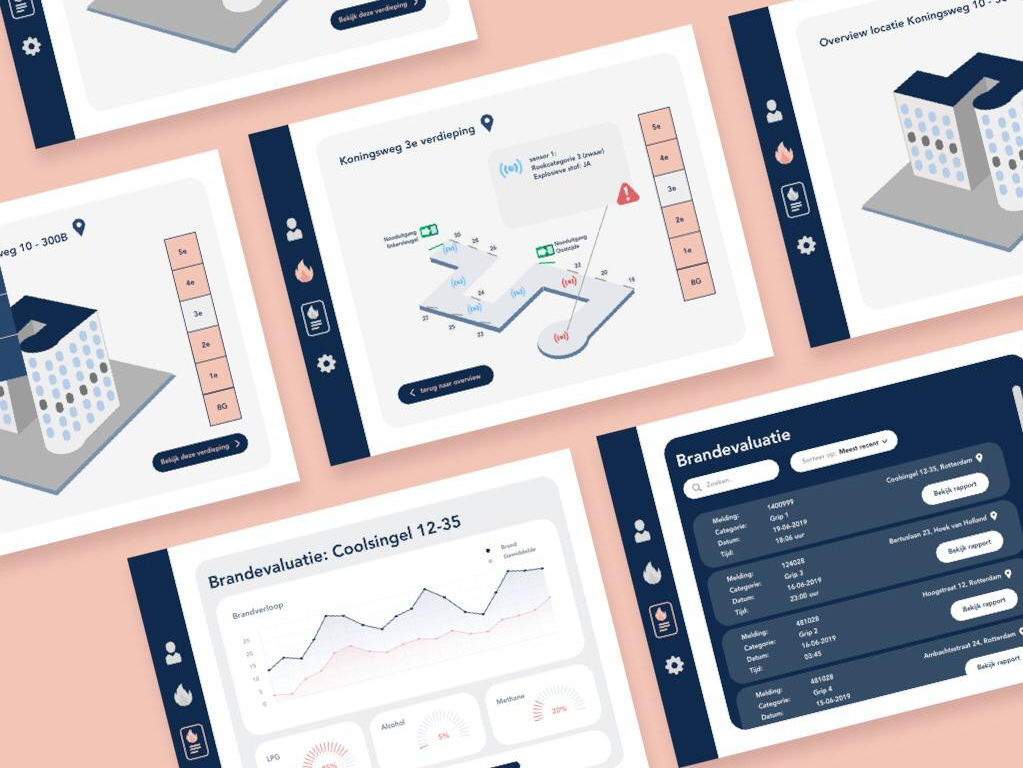 Bekijk deze verdieping
Overview locatie Koningsweg 10 - 30
Koningsweg 3e verdieping
sensor 1:
Rookcategorie 3 (zwaar)
Explosieve stof: JA
5e
4e
3e
2e
1e
BG
Nooduitgang
linkervleugel
Nooduitgang
Oostzijde
30
28
26
24
22
20
18
27
25
23
terug naar overview
weg 10 - 300B
5e
4e
3e
2e
1e
BG
Bekijk deze verdieping
Brandevaluatie
Zoeken..
Sorteer op: Meest recent
Melding: 1400999
Categorie: Grip 1
Datum: 19-06-2019
Tijd: 18:06 uur
Coolsingel 12-35, Rotterdam
Bekijk rapport
Melding: 124028
Categorie: Grip 3
Datum: 16-06-2019
Tijd: 23:00 uur
Bertuslaan 23, Hoek van Holland
Bekijk rapport
Melding: 481028
Categorie: Grip 2
Datum: 16-06-2019
Tijd: 03:45
Hoogstraat 12, Rotterdam
Bekijk rapport
Melding: 481028
Categorie: Grip 4
Datum: 15-06-2019
Ambachtsstraat 24, Rotterdam
Bekijk rapport
Brandevaluatie: Coolsingel 12-35
Brandverloop
Brand
Gemiddelde
25
20
15
10
5
0
LPG
Alcohol
5%
Methane
20%